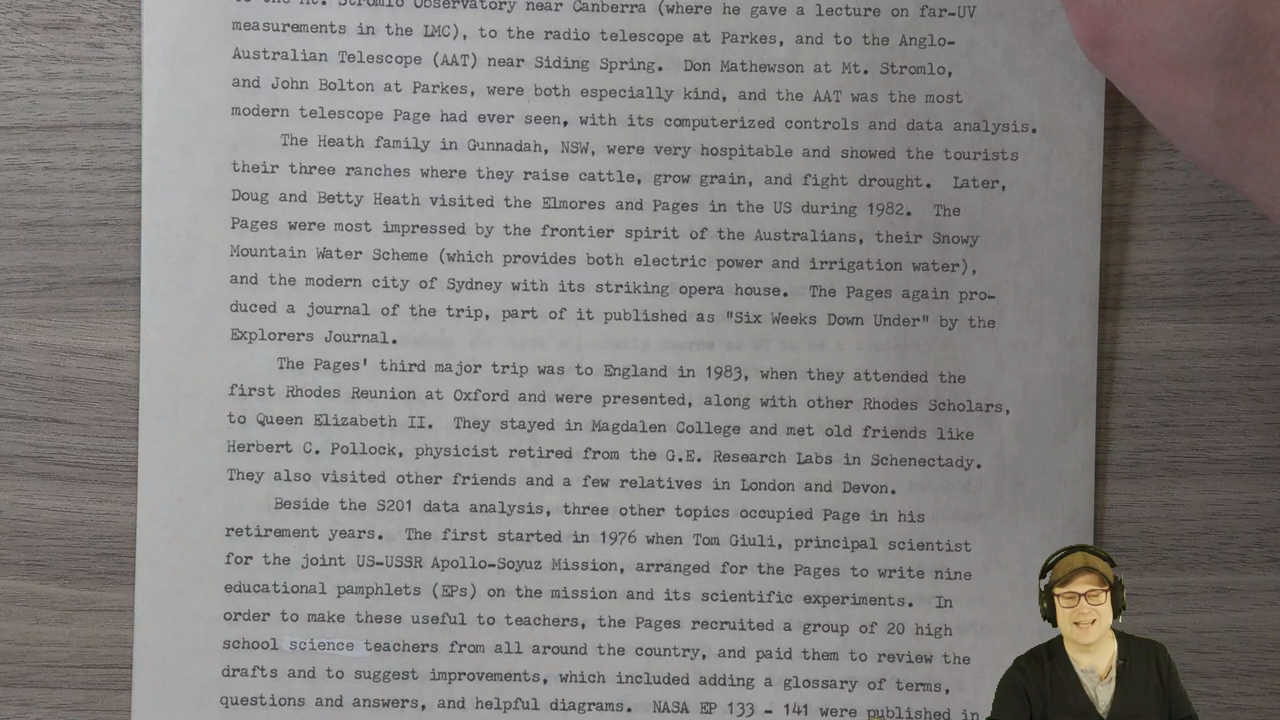 to the Mt. Stromlo Observatory near Canberra (where he gave a lecture on far-UV
measurements in the LMC), to the radio telescope at Parkes, and to the Anglo-
Australian Telescope (AAT) near Siding Spring.  Don Mathewson at Mt. Stromlo,
and John Bolton at Parkes, were both especially kind, and the AAT was the most
modern telescope Page had ever seen, with its computerized controls and data analysis.
The Heath family in Gunnadah, NSW, were very hospitable and showed the tourists
their three ranches where they raise cattle, grow grain, and fight drought.  Later,
Doug and Betty Heath visited the Elmores and Pages in the US during 1982.  The
Pages were most impressed by the frontier spirit of the Australians, their Snowy
Mountain Water Scheme (which provides both electric power and irrigation water),
and the modern city of Sydney with its striking opera house.  The Pages again pro-
duced a journal of the trip, part of it published as "Six Weeks Down Under" by the
Explorers Journal.
The Pages' third major trip was to England in 1983, when they attended the
first Rhodes Reunion at Oxford and were presented, along with other Rhodes Scholars,
to Queen Elizabeth II.  They stayed in Magdalen College and met old friends like
Herbert C. Pollock, physicist retired from the G.E. Research Labs in Schenectady.
They also visited other friends and a few relatives in London and Devon.
Beside the S201 data analysis, three other topics occupied Page in his
retirement years.  The first started in 1976 when Tom Giuli, principal scientist
for the joint US-USSR Apollo-Soyuz Mission, arranged for the Pages to write nine
educational pamphlets (EPs) on the mission and its scientific experiments.  In
order to make these useful to teachers, the Pages recruited a group of 20 high
school science teachers from all around the country, and paid them to review the
drafts and to suggest improvements, which included adding a glossary of terms,
questions and answers, and helpful diagrams.  NASA EP 133 - 141 were published in